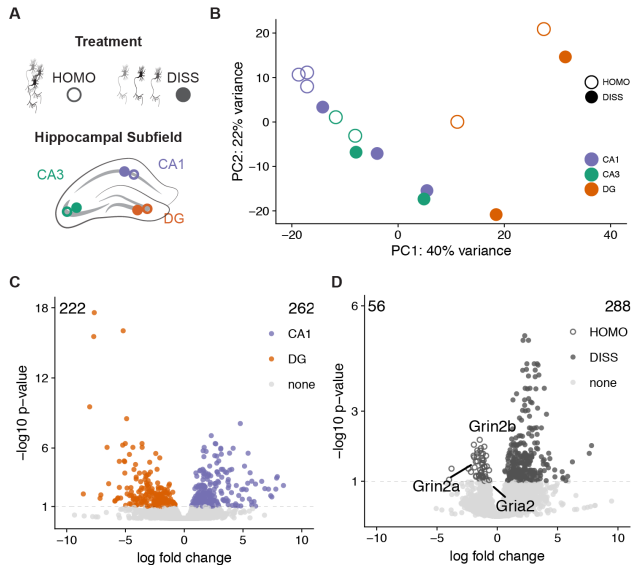 A
Treatment
HOMO
DISS
Hippocampal Subfield
CA3
CA1
DG
B
PC2: 22% variance
20
10
0
−10
−20
−20
0
20
40
PC1: 40% variance
HOMO
DISS
CA1
CA3
DG
C
222
262
−log10 p-value
18
12
6
1
−10
−5
0
5
10
log fold change
CA1
DG
none
D
56
288
−log10 p-value
6
3
1
−10
−5
0
5
10
log fold change
HOMO
DISS
none
Grin2b
Grin2a
Gria2